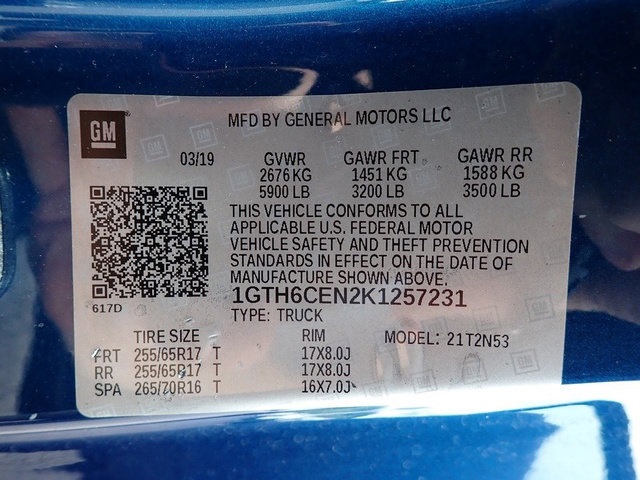 GM
MFD BY GENERAL MOTORS LLC
03/19 GVWR GAWR FRT GAWR RR
2676 KG 1451 KG 1588 KG
5900 LB 3200 LB 3500 LB
THIS VEHICLE CONFORMS TO ALL
APPLICABLE U.S. FEDERAL MOTOR
VEHICLE SAFETY AND THEFT PREVENTION
STANDARDS IN EFFECT ON THE DATE OF
MANUFACTURE SHOWN ABOVE.
1GTH6CEN2K1257231
617D
TYPE: TRUCK
TIRE SIZE RIM MODEL: 21T2N53
FRT 255/65R17 T 17X8.0J
RR 255/65R17 T 17X8.0J
SPA 265/70R16 T 16X7.0J